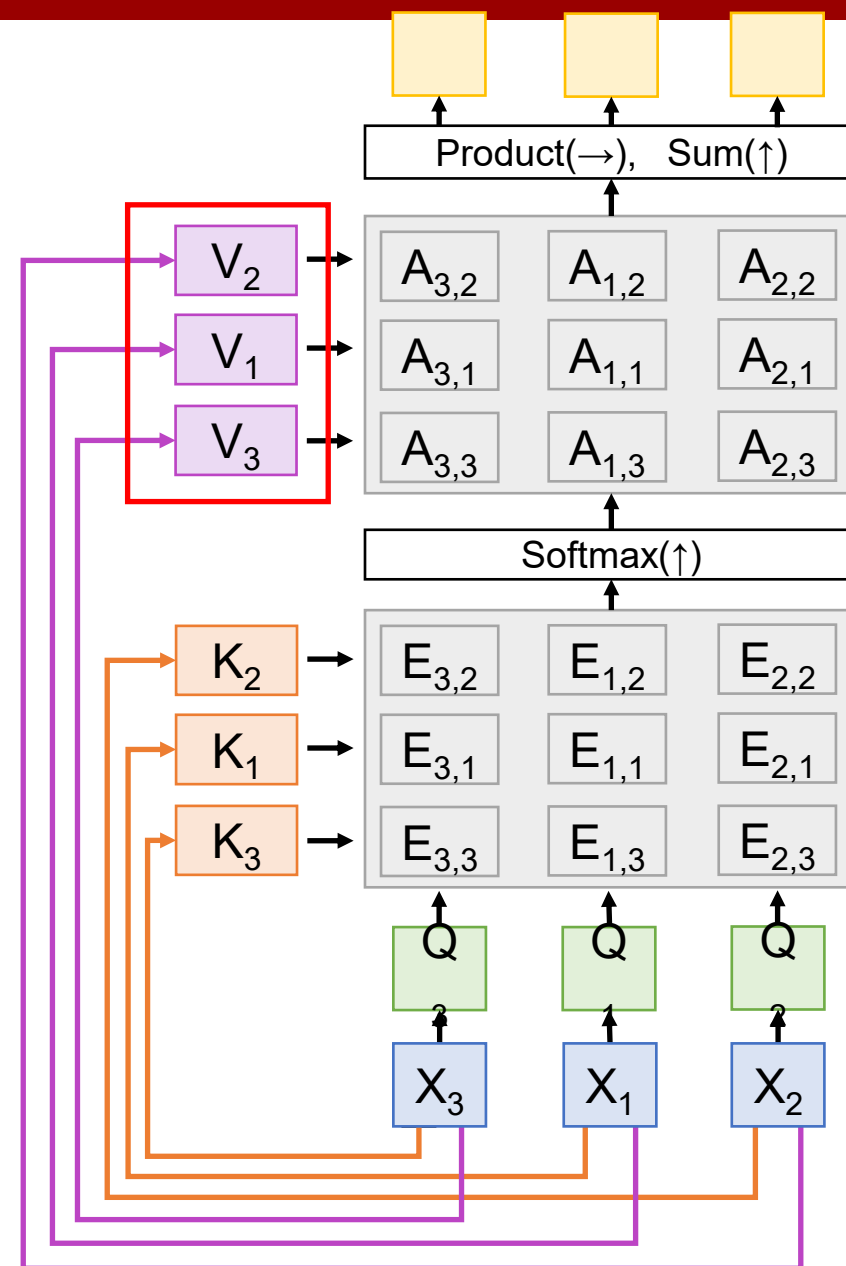 Product(→), Sum(↑)
V₂ A₃,₂ A₁,₂ A₂,₂
V₁ A₃,₁ A₁,₁ A₂,₁
V₃ A₃,₃ A₁,₃ A₂,₃
Softmax(↑)
K₂ E₃,₂ E₁,₂ E₂,₂
K₁ E₃,₁ E₁,₁ E₂,₁
K₃ E₃,₃ E₁,₃ E₂,₃
Q Q Q
3 1 2
X₃ X₁ X₂